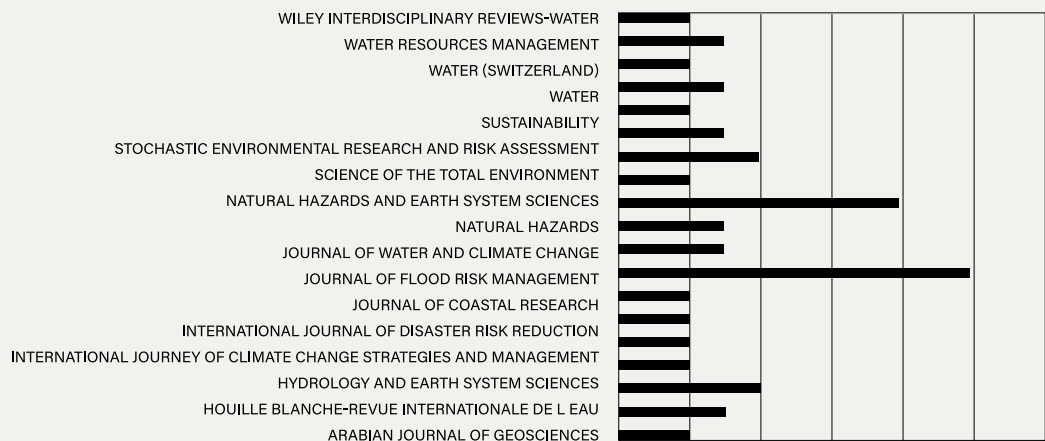 WILEY INTERDISCIPLINARY REVIEWS-WATER
WATER RESOURCES MANAGEMENT
WATER (SWITZERLAND)
WATER
SUSTAINABILITY
STOCHASTIC ENVIRONMENTAL RESEARCH AND RISK ASSESSMENT
SCIENCE OF THE TOTAL ENVIRONMENT
NATURAL HAZARDS AND EARTH SYSTEM SCIENCES
NATURAL HAZARDS
JOURNAL OF WATER AND CLIMATE CHANGE
JOURNAL OF FLOOD RISK MANAGEMENT
JOURNAL OF COASTAL RESEARCH
INTERNATIONAL JOURNAL OF DISASTER RISK REDUCTION
INTERNATIONAL JOURNEY OF CLIMATE CHANGE STRATEGIES AND MANAGEMENT
HYDROLOGY AND EARTH SYSTEM SCIENCES
HOUILLE BLANCHE-REVUE INTERNATIONALE DE L EAU
ARABIAN JOURNAL OF GEOSCIENCES